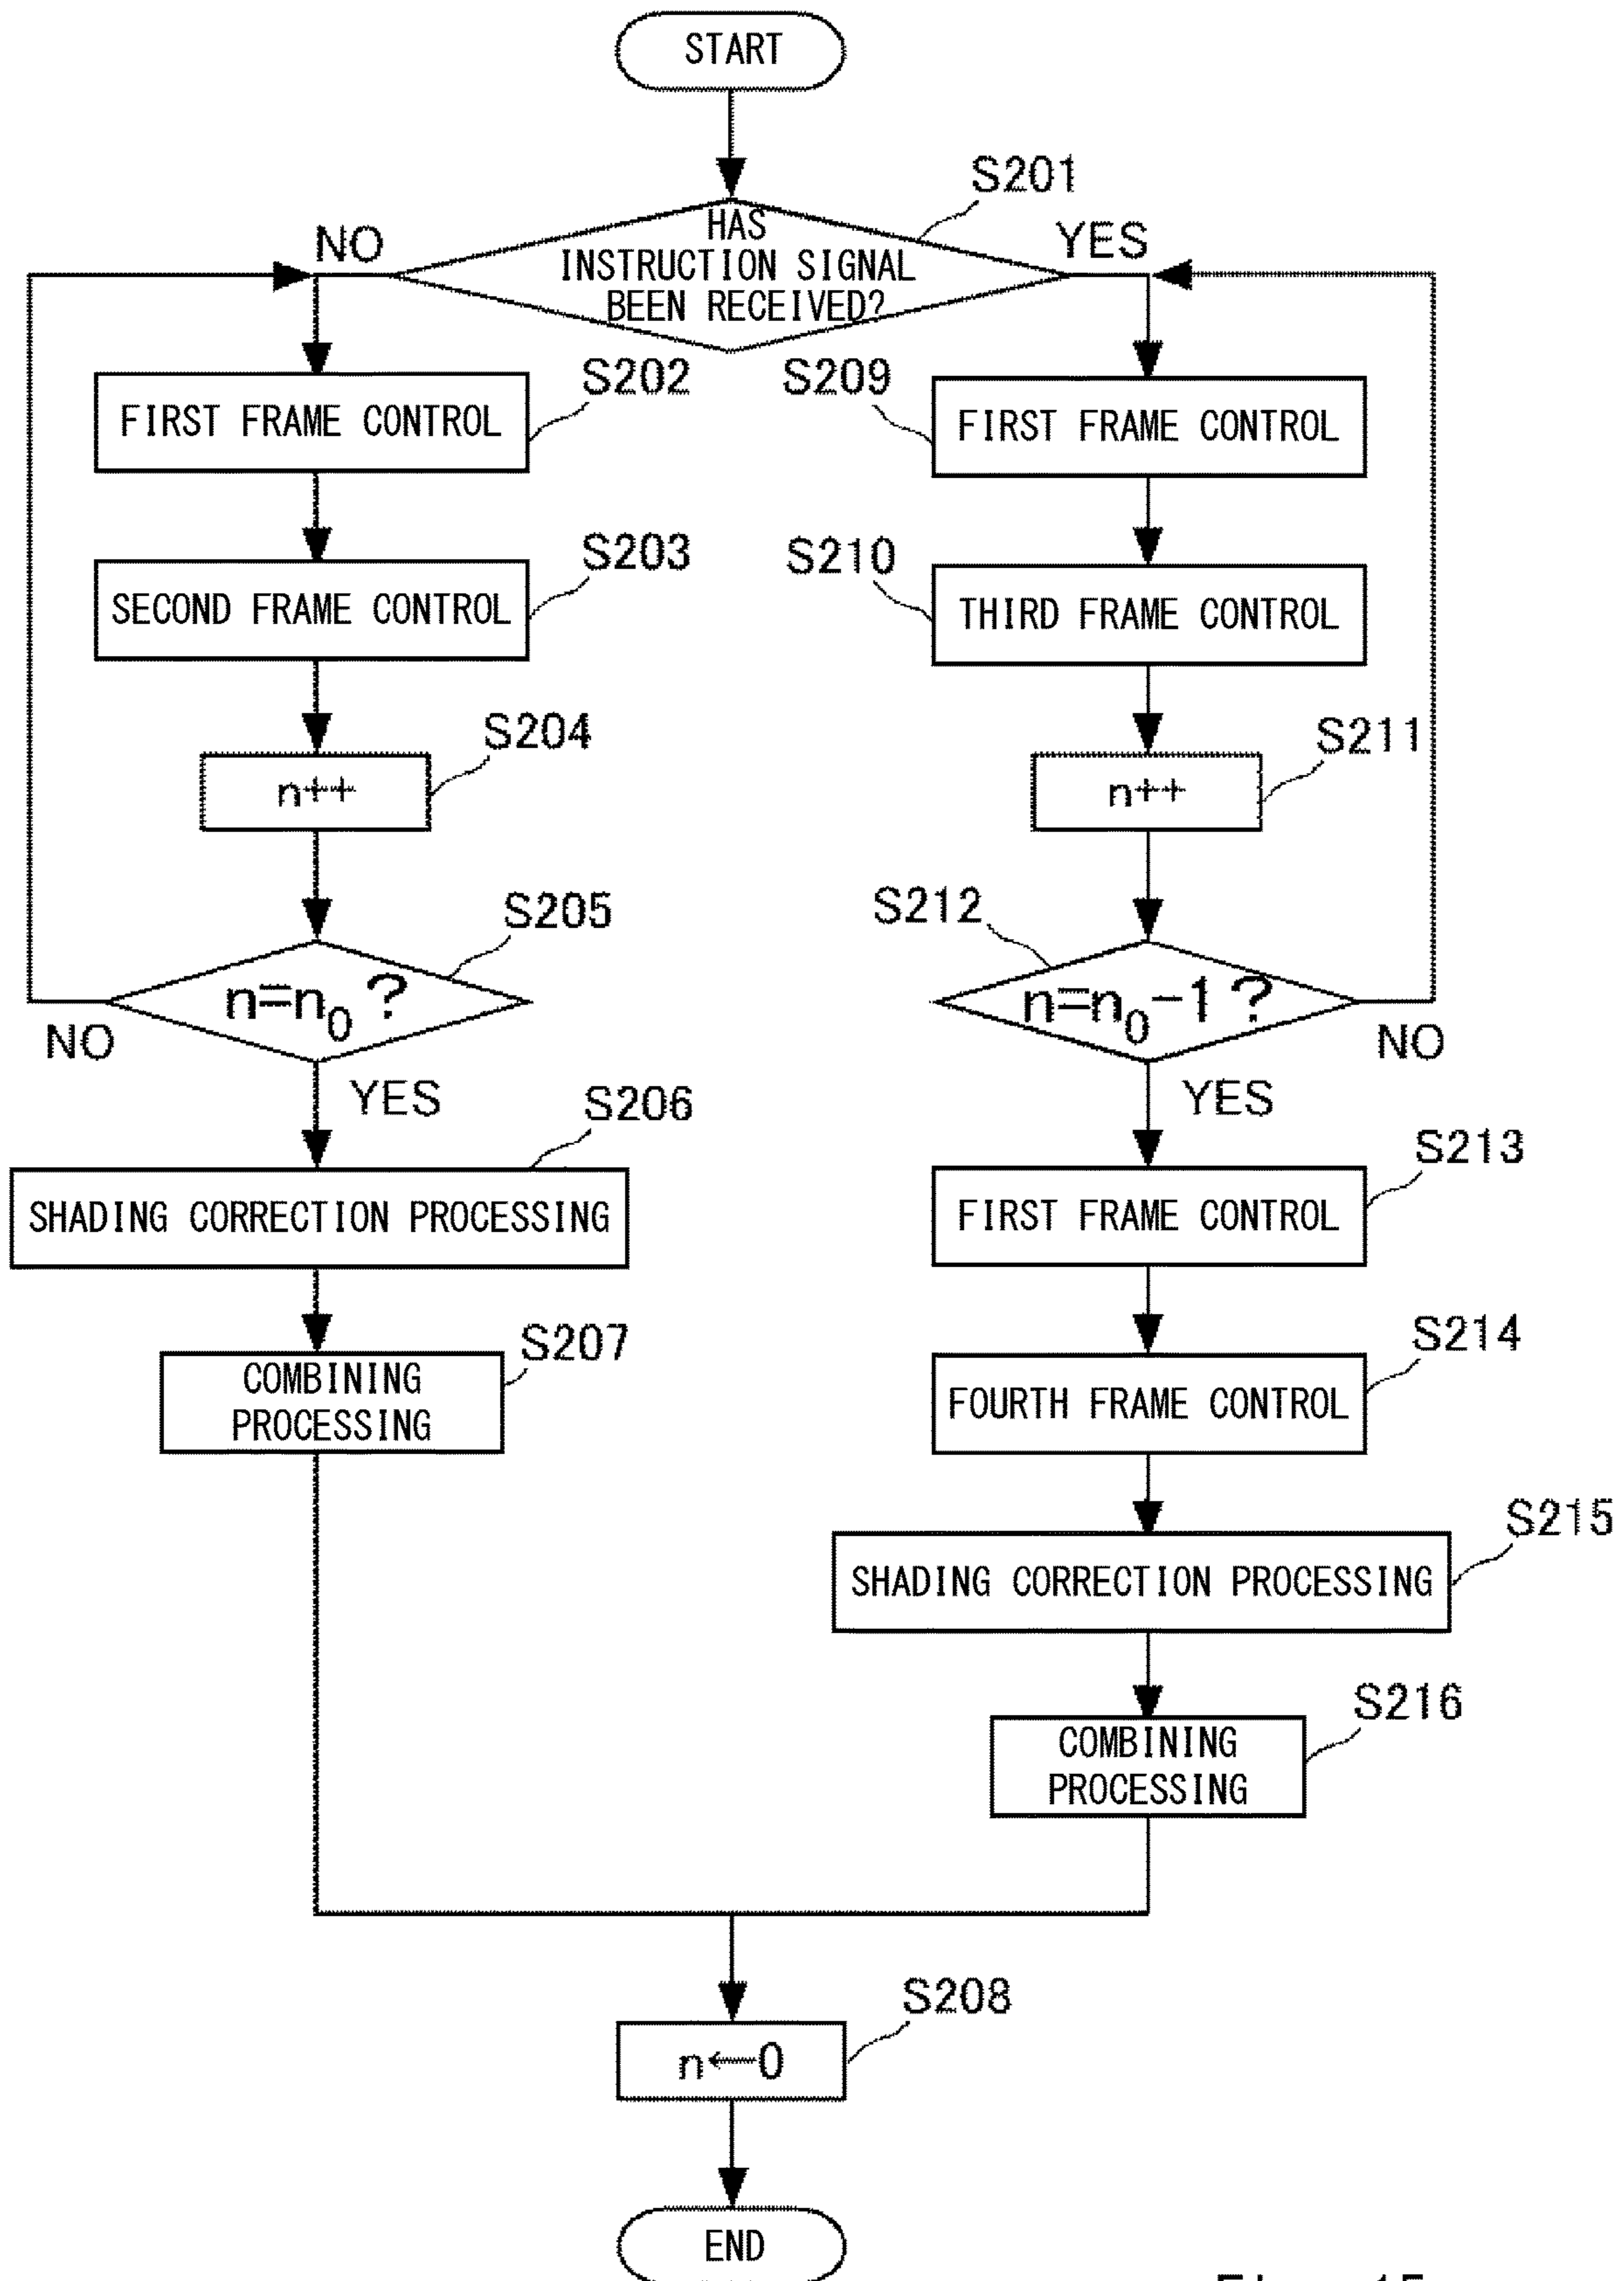 START
S201
HAS
INSTRUCTION SIGNAL
BEEN RECEIVED?
NO
YES
S202
FIRST FRAME CONTROL
S203
SECOND FRAME CONTROL
S204
n++
S205
n=n₀?
NO
YES
S206
SHADING CORRECTION PROCESSING
S207
COMBINING
PROCESSING
S209
FIRST FRAME CONTROL
S210
THIRD FRAME CONTROL
S211
n++
S212
n=n₀-1?
NO
YES
S213
FIRST FRAME CONTROL
S214
FOURTH FRAME CONTROL
S215
SHADING CORRECTION PROCESSING
S216
COMBINING
PROCESSING
S208
n←0
END